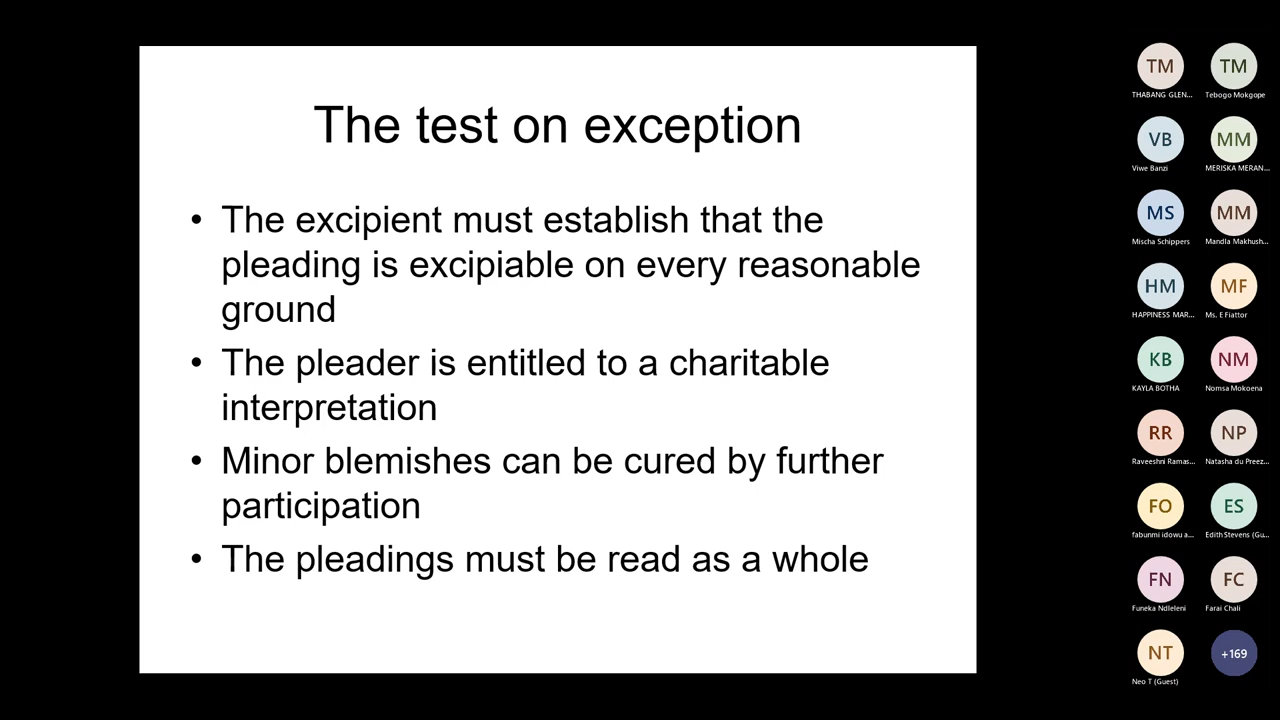 The test on exception
• The excipient must establish that the
pleading is excipiable on every reasonable
ground
• The pleader is entitled to a charitable
interpretation
• Minor blemishes can be cured by further
participation
• The pleadings must be read as a whole
TM TM
THABANG GLEN... Tebogo Mokgope
VB MM
Viwe Banzi MERISKA MERAN...
MS MM
Mischa Schippers Mandla Makhush...
HM MF
HAPPINESS MAR... Ms. E Fiattor
KB NM
KAYLA BOTHA Nomsa Mokoena
RR NP
Raveeshni Ramas... Natasha du Preez...
FO ES
fabunmi idowu a... Edith Stevens (Gu...
FN FC
Funeka Ndleleni Farai Chali
NT +169
Neo T (Guest)